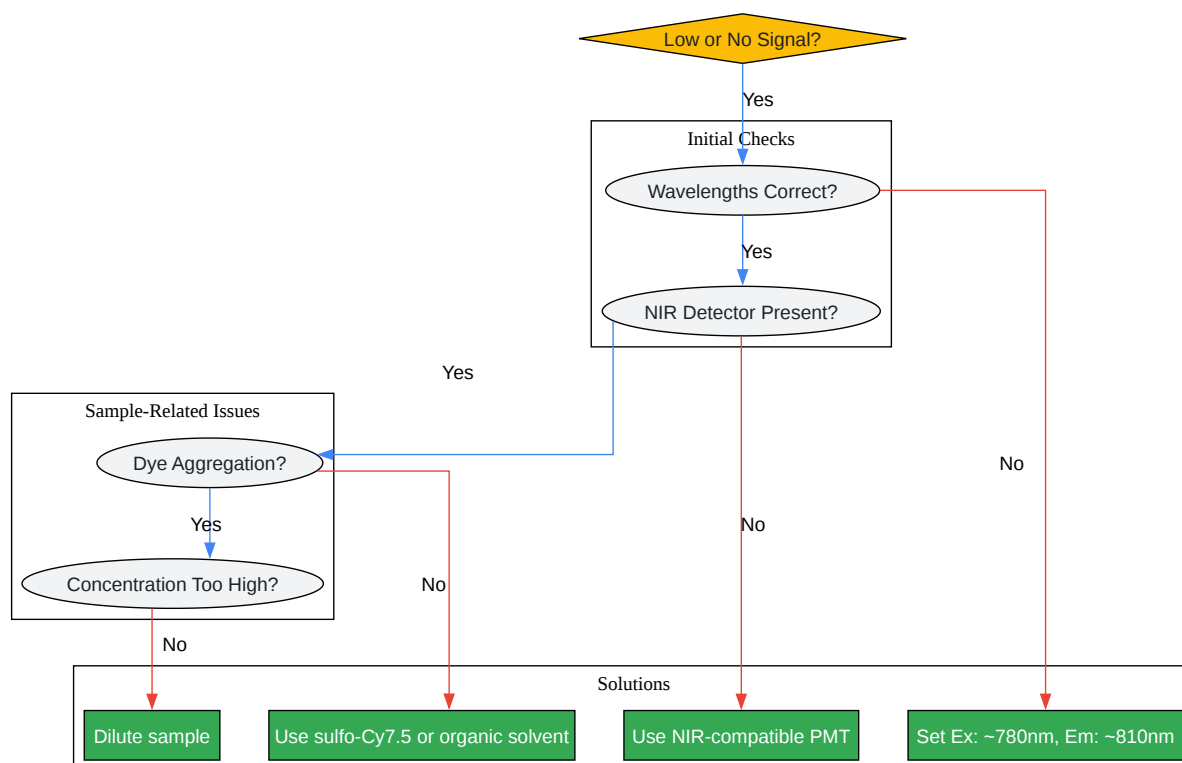 Low or No Signal?
Yes
Initial Checks
Wavelengths Correct?
Yes
NIR Detector Present?
Yes
Sample-Related Issues
Dye Aggregation?
No
Yes
No
Concentration Too High?
No
No
Solutions
Dilute sample
Use sulfo-Cy7.5 or organic solvent
Use NIR-compatible PMT
Set Ex: ~780nm, Em: ~810nm